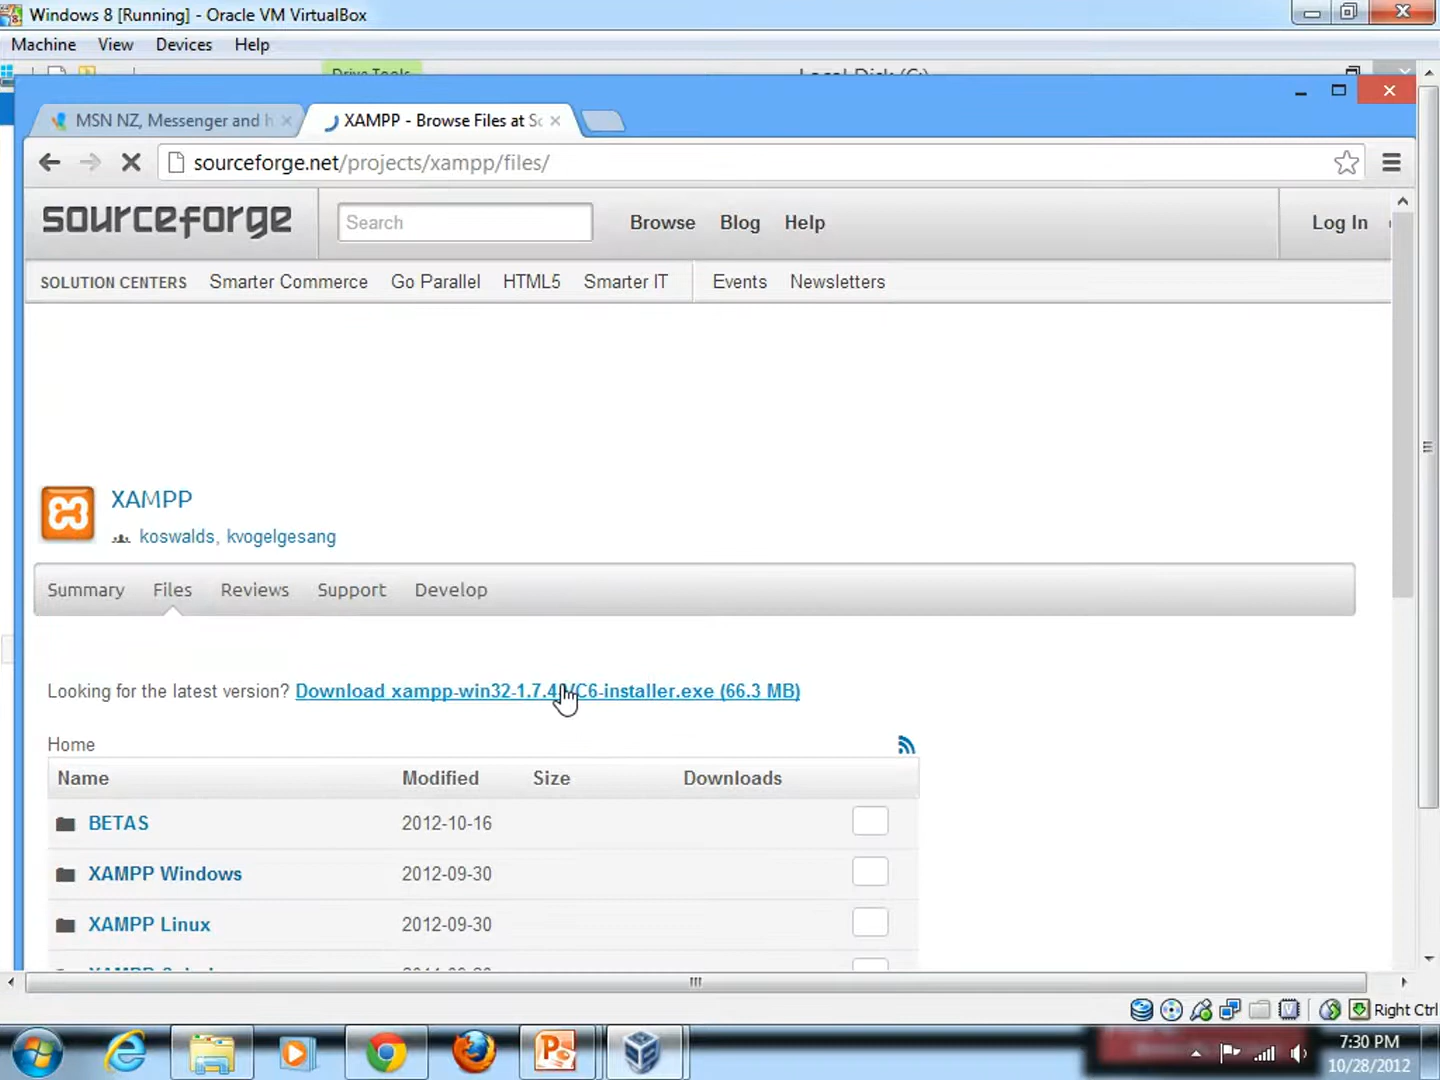 Windows 8 [Running] - Oracle VM VirtualBox
Machine View Devices Help
MSN NZ, Messenger and h
XAMPP - Browse Files at So
sourceforge.net/projects/xampp/files/
sourceforge
Search
Browse Blog Help
Log In
SOLUTION CENTERS Smarter Commerce Go Parallel HTML5 Smarter IT Events Newsletters
XAMPP
koswalds, kvogelgesang
Summary Files Reviews Support Develop
Looking for the latest version? Download xampp-win32-1.7.4-VC6-installer.exe (66.3 MB)
Home
Name Modified Size Downloads
BETAS 2012-10-16
XAMPP Windows 2012-09-30
XAMPP Linux 2012-09-30
Right Ctrl
7:30 PM
10/28/2012